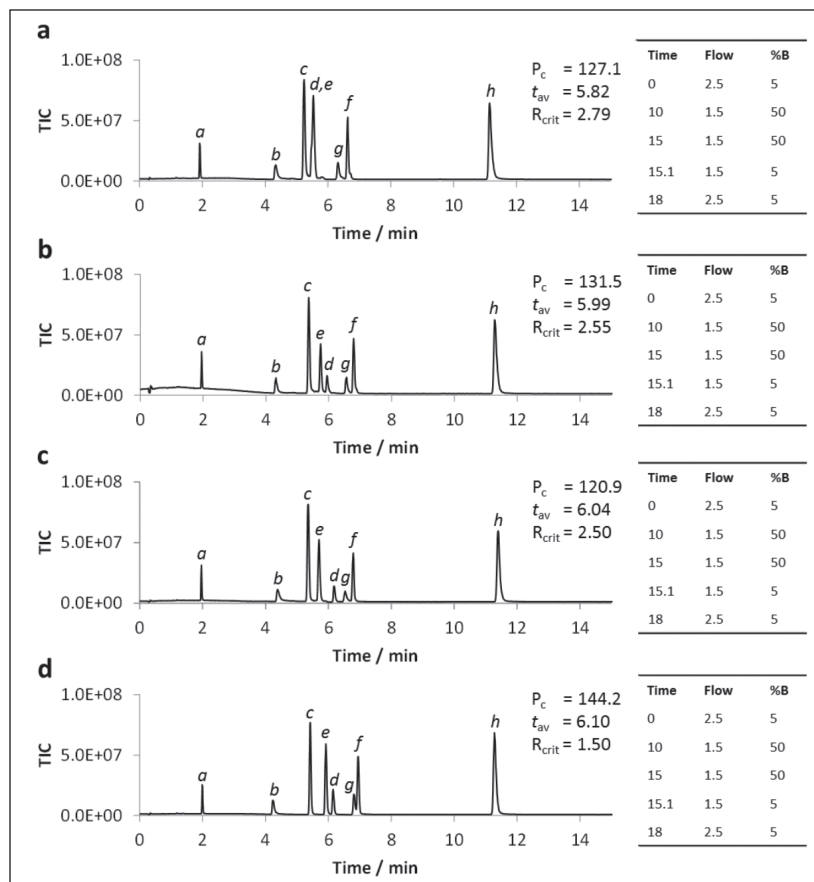 a
1.0E+08
5.0E+07
0.0E+00
TIC
a
b
c
d,e
f
g
h
0 2 4 6 8 10 12 14
Time / min
Pc = 127.1
tav = 5.82
Rcrit = 2.79
Time Flow %B
0 2.5 5
10 1.5 50
15 1.5 50
15.1 1.5 5
18 2.5 5
b
1.0E+08
5.0E+07
0.0E+00
TIC
a
b
c
e
d
g
f
h
0 2 4 6 8 10 12 14
Time / min
Pc = 131.5
tav = 5.99
Rcrit = 2.55
Time Flow %B
0 2.5 5
10 1.5 50
15 1.5 50
15.1 1.5 5
18 2.5 5
c
1.0E+08
5.0E+07
0.0E+00
TIC
a
b
c
e
d
g
f
h
0 2 4 6 8 10 12 14
Time / min
Pc = 120.9
tav = 6.04
Rcrit = 2.50
Time Flow %B
0 2.5 5
10 1.5 50
15 1.5 50
15.1 1.5 5
18 2.5 5
d
1.0E+08
5.0E+07
0.0E+00
TIC
a
b
c
e
d
g
f
h
0 2 4 6 8 10 12 14
Time / min
Pc = 144.2
tav = 6.10
Rcrit = 1.50
Time Flow %B
0 2.5 5
10 1.5 50
15 1.5 50
15.1 1.5 5
18 2.5 5